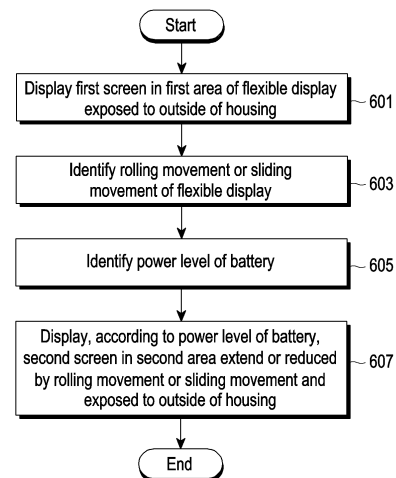 Start
Display first screen in first area of flexible display
exposed to outside of housing
601
Identify rolling movement or sliding
movement of flexible display
603
Identify power level of battery
605
Display, according to power level of battery,
second screen in second area extend or reduced
by rolling movement or sliding movement and
exposed to outside of housing
607
End